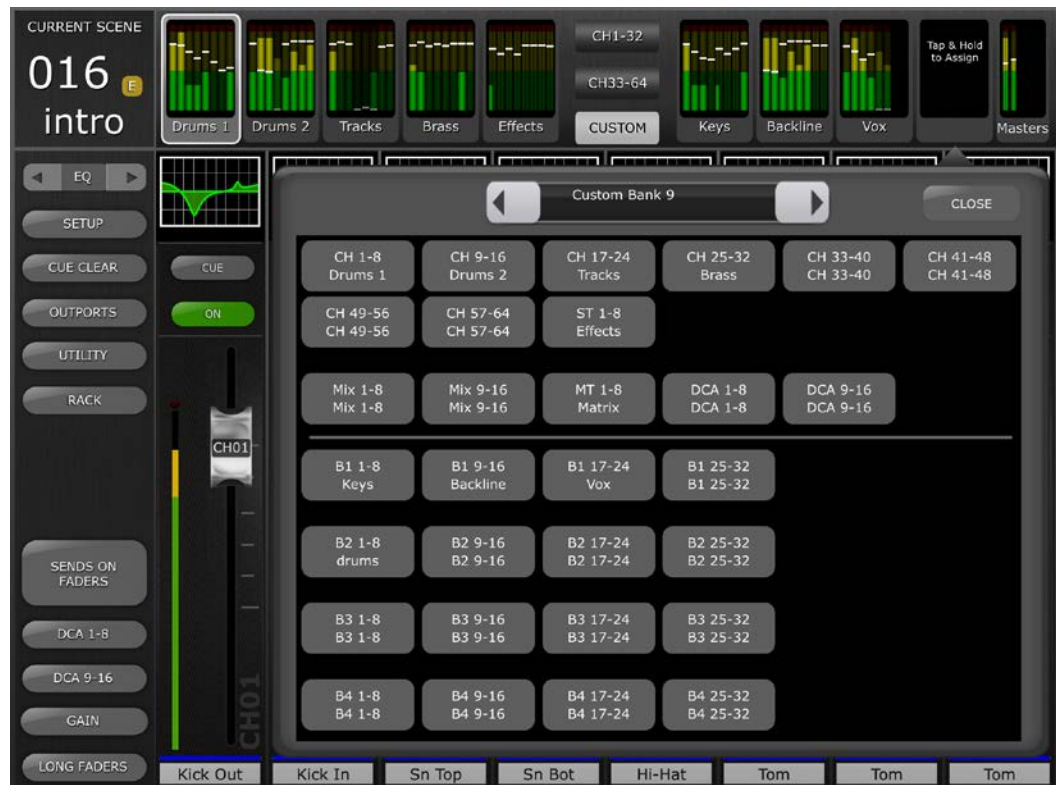 CURRENT SCENE
016 E
intro
Drums 1
Drums 2
Tracks
Brass
Effects
CH1-32
CH33-64
CUSTOM
Keys
Backline
Vox
Tap & Hold
to Assign
Masters
EQ
SETUP
CUE CLEAR
OUTPORTS
UTILITY
RACK
SENDS ON
FADERS
DCA 1-8
DCA 9-16
GAIN
LONG FADERS
CUE
ON
CH01
CH01
Custom Bank 9
CLOSE
CH 1-8
Drums 1
CH 9-16
Drums 2
CH 17-24
Tracks
CH 25-32
Brass
CH 33-40
CH 33-40
CH 41-48
CH 41-48
CH 49-56
CH 49-56
CH 57-64
CH 57-64
ST 1-8
Effects
Mix 1-8
Mix 1-8
Mix 9-16
Mix 9-16
MT 1-8
Matrix
DCA 1-8
DCA 1-8
DCA 9-16
DCA 9-16
B1 1-8
Keys
B1 9-16
Backline
B1 17-24
Vox
B1 25-32
B1 25-32
B2 1-8
drums
B2 9-16
B2 9-16
B2 17-24
B2 17-24
B2 25-32
B2 25-32
B3 1-8
B3 1-8
B3 9-16
B3 9-16
B3 17-24
B3 17-24
B3 25-32
B3 25-32
B4 1-8
B4 1-8
B4 9-16
B4 9-16
B4 17-24
B4 17-24
B4 25-32
B4 25-32
Kick Out
Kick In
Sn Top
Sn Bot
Hi-Hat
Tom
Tom
Tom